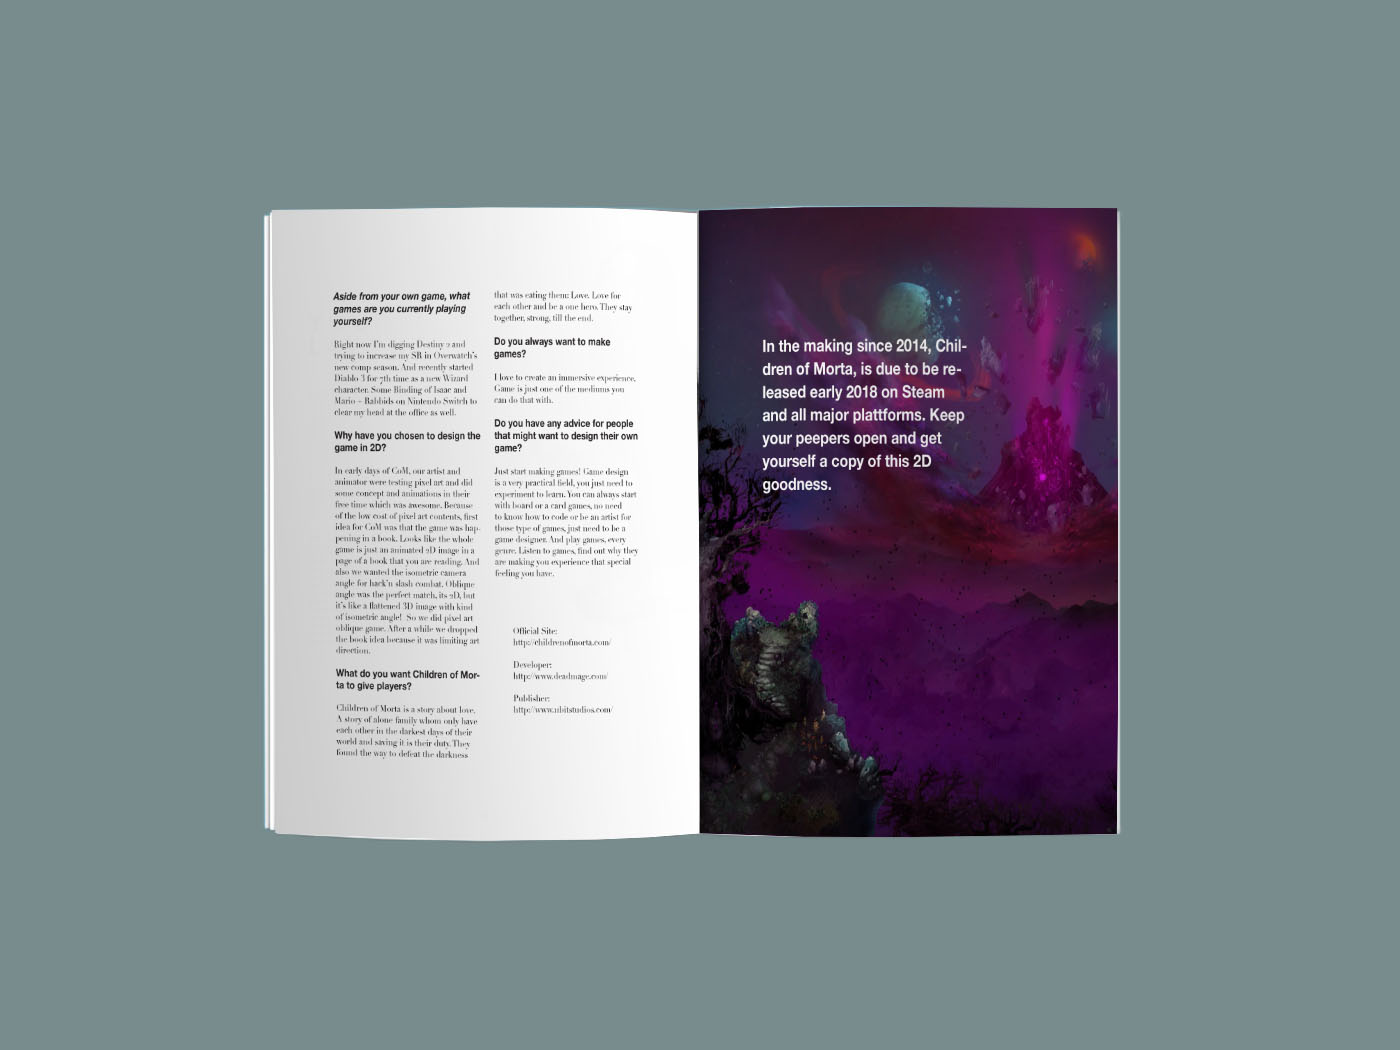 Aside from your own game, what
games are you currently playing
yourself?
Right now I'm digging Destiny 2 and
trying to increase my SR in Overwatch's
new comp season. And recently started
Diablo 3 for 7th time as a new Wizard
character. Some Binding of Isaac and
Mario + Rabbids on Nintendo Switch to
clear my head at the office as well.
Why have you chosen to design the
game in 2D?
In early days of CoM, our artist and
animator were testing pixel art and did
some concept and animations in their
free time which was awesome. Because
of the low cost of pixel art contents, first
idea for CoM was that the game was hap-
pening in a book. Looks like the whole
game is just an animated 2D image in a
page of a book that you are reading. And
also we wanted the isometric camera
angle for hack'n slash combat. Oblique
angle was the perfect match, its 2D, but
it's like a flattened 3D image with kind
of isometric angle! So we did pixel art
oblique game. After a while we dropped
the book idea because it was limiting art
direction.
What do you want Children of Mor-
ta to give players?
Children of Morta is a story about love.
A story of alone family whom only have
each other in the darkest days of their
world and saving it is their duty. They
found the way to defeat the darkness
that was eating them: Love. Love for
each other and be a one hero. They stay
together, strong, till the end.
Do you always want to make
games?
I love to create an immersive experience.
Game is just one of the mediums you
can do that with.
Do you have any advice for people
that might want to design their own
game?
Just start making games! Game design
is a very practical field, you just need to
experiment to learn. You can always start
with board or a card games, no need
to know how to code or be an artist for
those type of games, just need to be a
game designer. And play games, every
genre. Listen to games, find out why they
are making you experience that special
feeling you have.
Official Site:
http://childrenofmorta.com/
Developer:
http://www.deadmage.com/
Publisher:
http://www.11bitstudios.com/
In the making since 2014, Chil-
dren of Morta, is due to be re-
leased early 2018 on Steam
and all major plattforms. Keep
your peepers open and get
yourself a copy of this 2D
goodness.